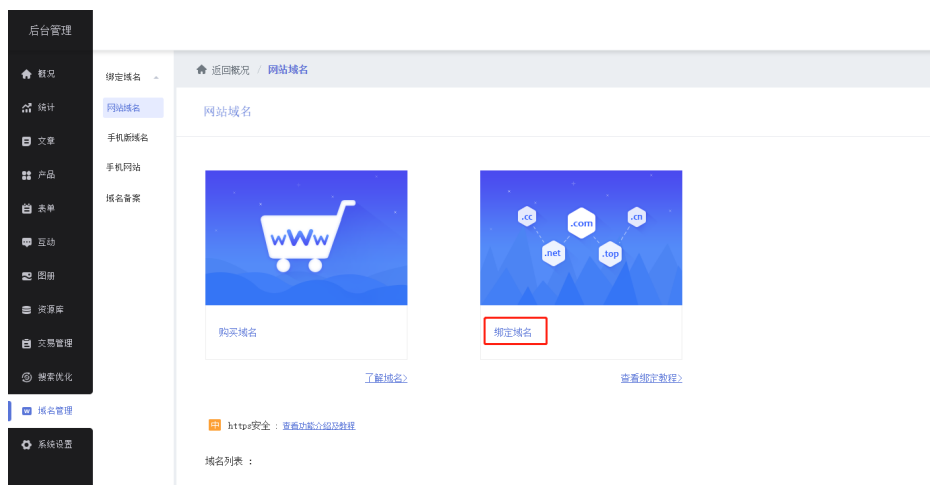 后台管理
概况
统计
文章
产品
表单
互动
图册
资源库
交易管理
搜索优化
域名管理
系统设置
绑定域名
网站域名
手机版域名
手机网站
域名备案
返回概况 / 网站域名
网站域名
wWw
购买域名
了解域名>
.cc
.com
.cn
.net
.top
绑定域名
查看绑定教程>
中 https安全 : 查看功能介绍及教程
域名列表 :